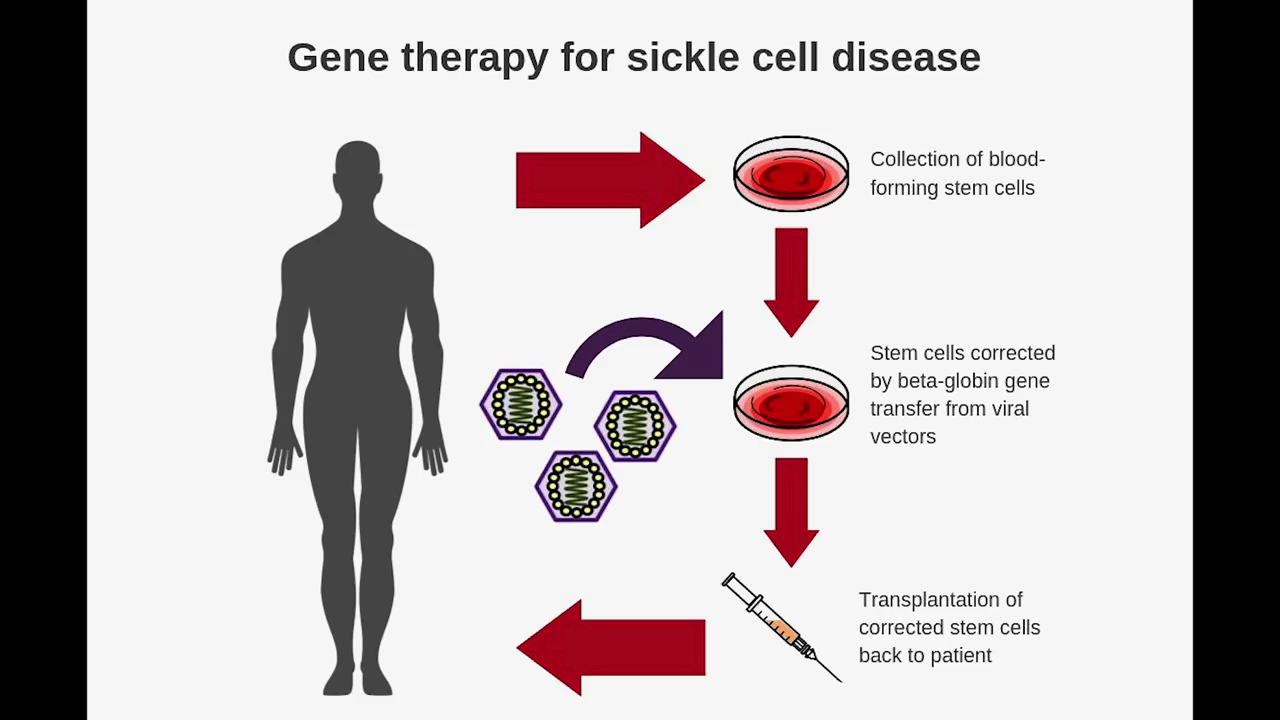 Gene therapy for sickle cell disease
Collection of blood-
forming stem cells
Stem cells corrected
by beta-globin gene
transfer from viral
vectors
Transplantation of
corrected stem cells
back to patient